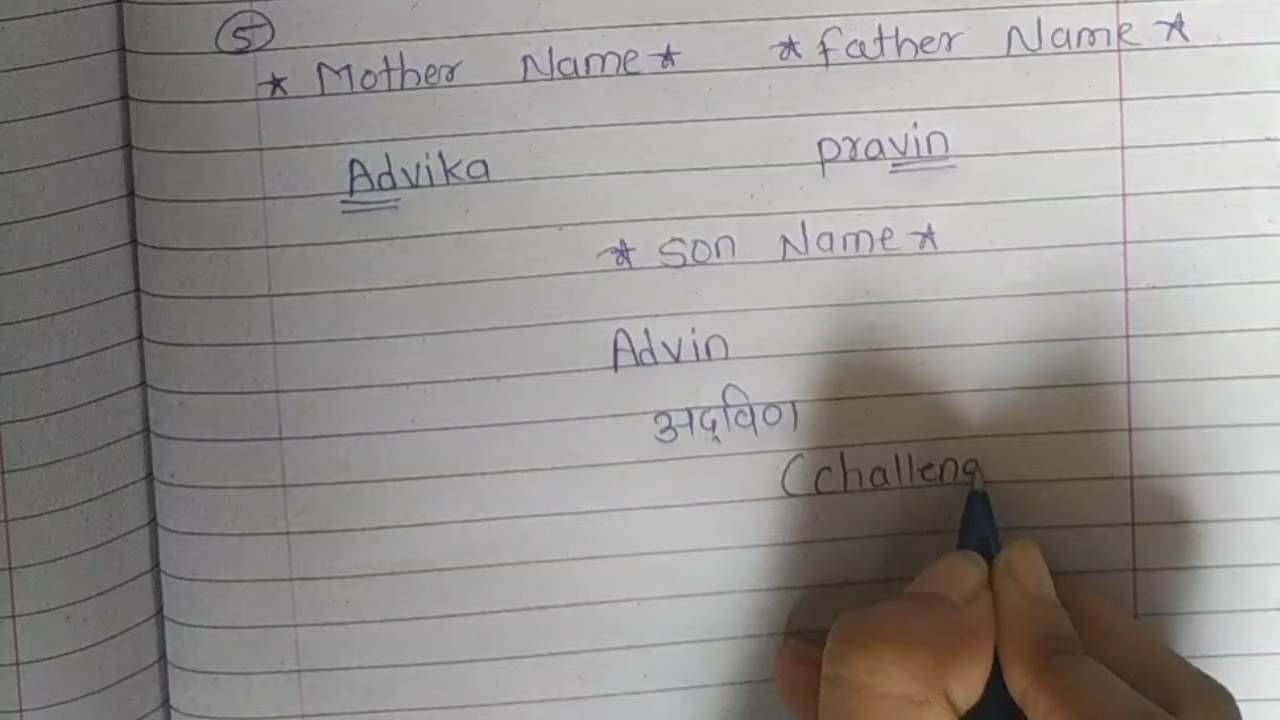 5
* Mother Name * * father Name *
Advika pravin
* Son Name *
Advin
अद्विण
(challeng